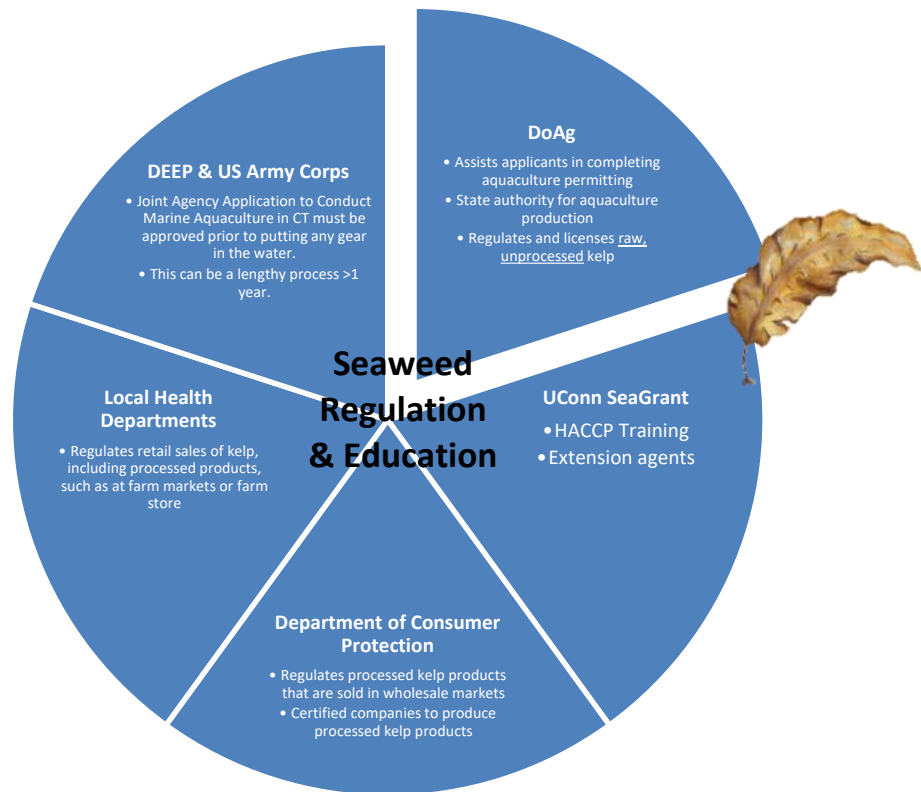 DoAg
• Assists applicants in completing
aquaculture permitting
• State authority for aquaculture
production
• Regulates and licenses raw,
unprocessed kelp
UConn SeaGrant
• HACCP Training
• Extension agents
Department of Consumer
Protection
• Regulates processed kelp products
that are sold in wholesale markets
• Certified companies to produce
processed kelp products
Local Health
Departments
• Regulates retail sales of kelp,
including processed products,
such as at farm markets or farm
store
DEEP & US Army Corps
• Joint Agency Application to Conduct
Marine Aquaculture in CT must be
approved prior to putting any gear
in the water.
• This can be a lengthy process >1
year.
Seaweed
Regulation
& Education